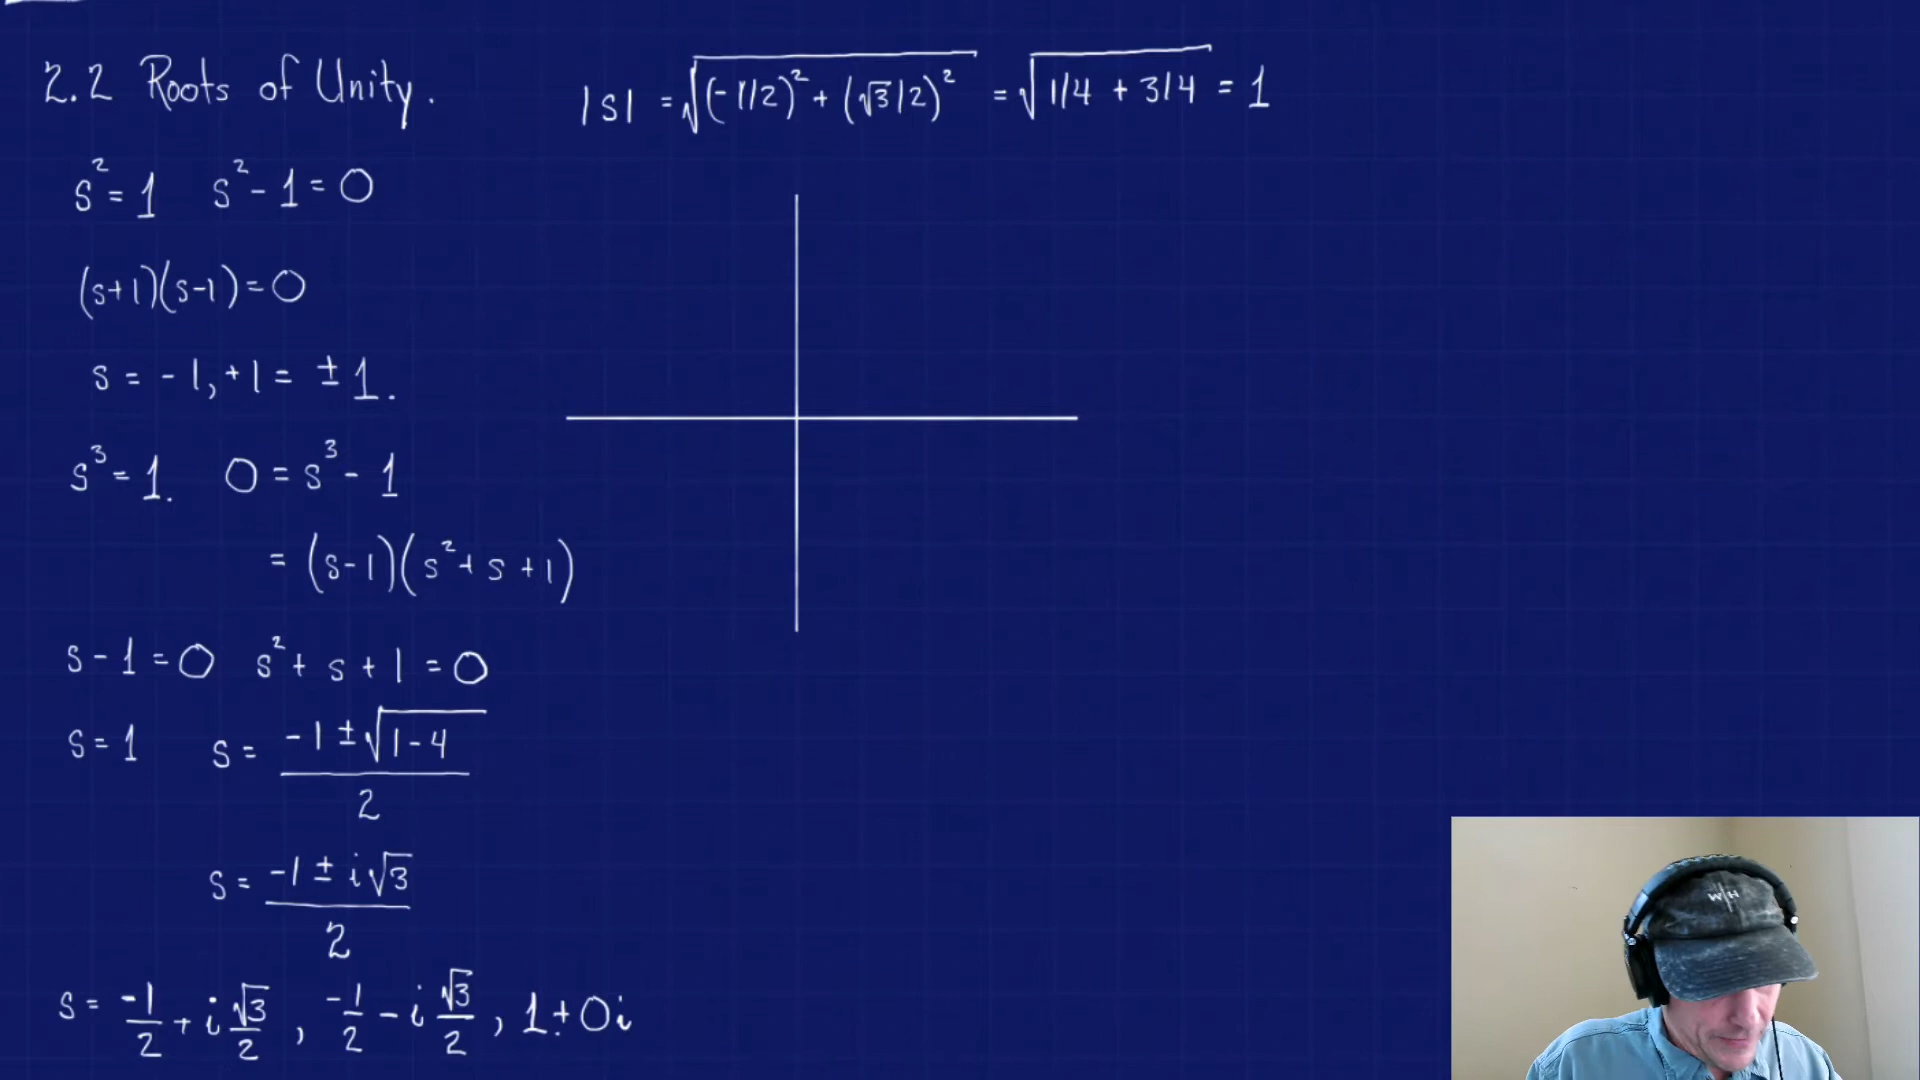 2.2 Roots of Unity.
|s| = √((-1/2)² + (√3/2)²) = √(1/4 + 3/4) = 1
s² = 1    s² - 1 = 0
(s+1)(s-1) = 0
s = -1, +1 = ± 1.
s³ = 1.    0 = s³ - 1
= (s-1)(s² + s + 1)
s - 1 = 0    s² + s + 1 = 0
s = 1    s = (-1 ± √(1-4))/2
s = (-1 ± i√3)/2
s = -1/2 + i √3/2 , -1/2 - i √3/2 , 1 + 0i
W H